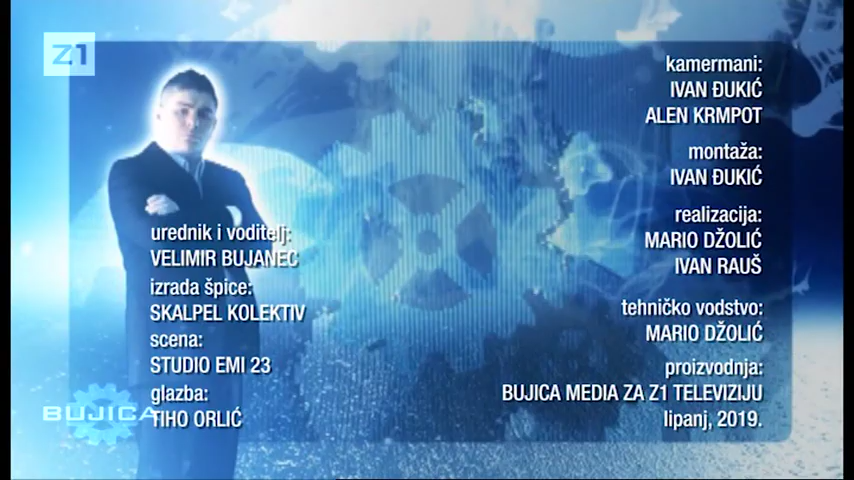 Z1
kamermani:
IVAN ĐUKIĆ
ALEN KRMPOT
montaža:
IVAN ĐUKIĆ
realizacija:
MARIO DŽOLIĆ
IVAN RAUŠ
tehničko vodstvo:
MARIO DŽOLIĆ
proizvodnja:
BUJICA MEDIA ZA Z1 TELEVIZIJU
lipanj, 2019.
urednik i voditelj:
VELIMIR BUJANEC
izrada špice:
SKALPEL KOLEKTIV
scena:
STUDIO EMI 23
glazba:
TIHO ORLIĆ
BUJICA